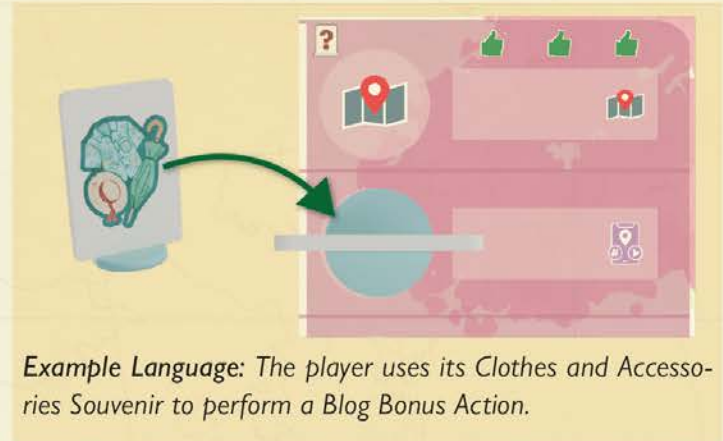 ?
Example Language: The player uses its Clothes and Accesso-
ries Souvenir to perform a Blog Bonus Action.